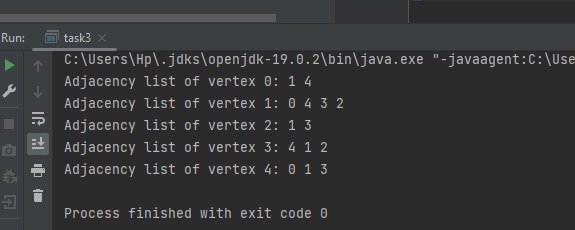 Run: task3
C:\Users\Hp\.jdks\openjdk-19.0.2\bin\java.exe "-javaagent:C:\Use
Adjacency list of vertex 0: 1 4
Adjacency list of vertex 1: 0 4 3 2
Adjacency list of vertex 2: 1 3
Adjacency list of vertex 3: 4 1 2
Adjacency list of vertex 4: 0 1 3
Process finished with exit code 0